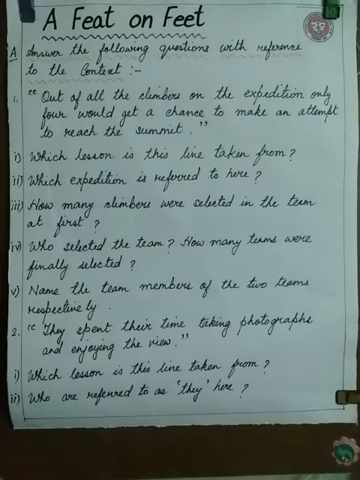 A Feat on Feet
A Answer the following questions with reference
to the Context :-
1. "Out of all the climbers on the expedition only
four would get a chance to make an attempt
to reach the summit."
i) Which lesson is this line taken from?
ii) Which expedition is referred to here?
iii) How many climbers were selected in the team
at first?
iv) Who selected the team? How many teams were
finally selected?
v) Name the team members of the two teams
respectively.
2. "They spent their time taking photographs
and enjoying the view."
i) Which lesson is this line taken from?
ii) Who are referred to as 'they' here?